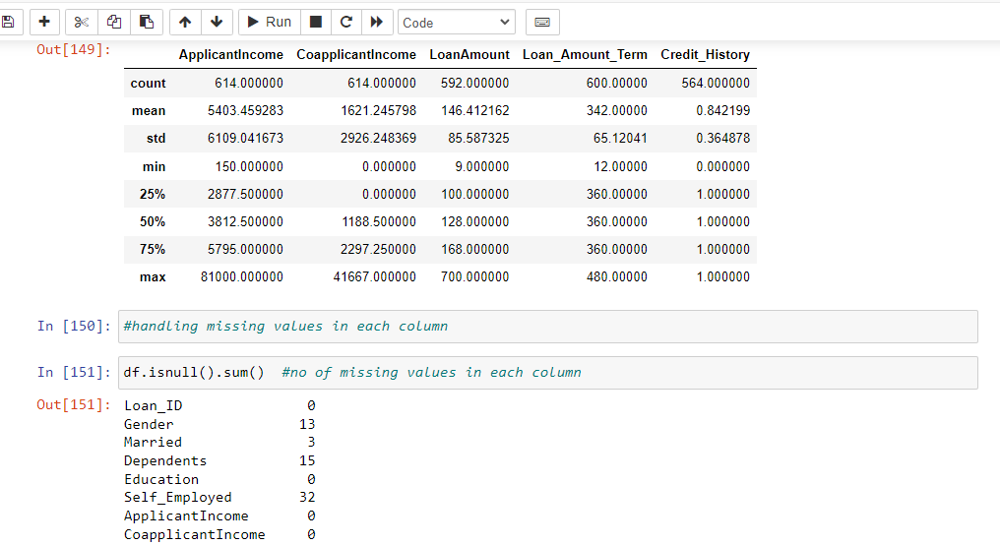 Run Code
Out[149]:
ApplicantIncome CoapplicantIncome LoanAmount Loan_Amount_Term Credit_History
count 614.000000 614.000000 592.000000 600.00000 564.000000
mean 5403.459283 1621.245798 146.412162 342.00000 0.842199
std 6109.041673 2926.248369 85.587325 65.12041 0.364878
min 150.000000 0.000000 9.000000 12.00000 0.000000
25% 2877.500000 0.000000 100.000000 360.00000 1.000000
50% 3812.500000 1188.500000 128.000000 360.00000 1.000000
75% 5795.000000 2297.250000 168.000000 360.00000 1.000000
max 81000.000000 41667.000000 700.000000 480.00000 1.000000
In [150]: #handling missing values in each column
In [151]: df.isnull().sum()  #no of missing values in each column
Out[151]: Loan_ID 0
Gender 13
Married 3
Dependents 15
Education 0
Self_Employed 32
ApplicantIncome 0
CoapplicantIncome 0